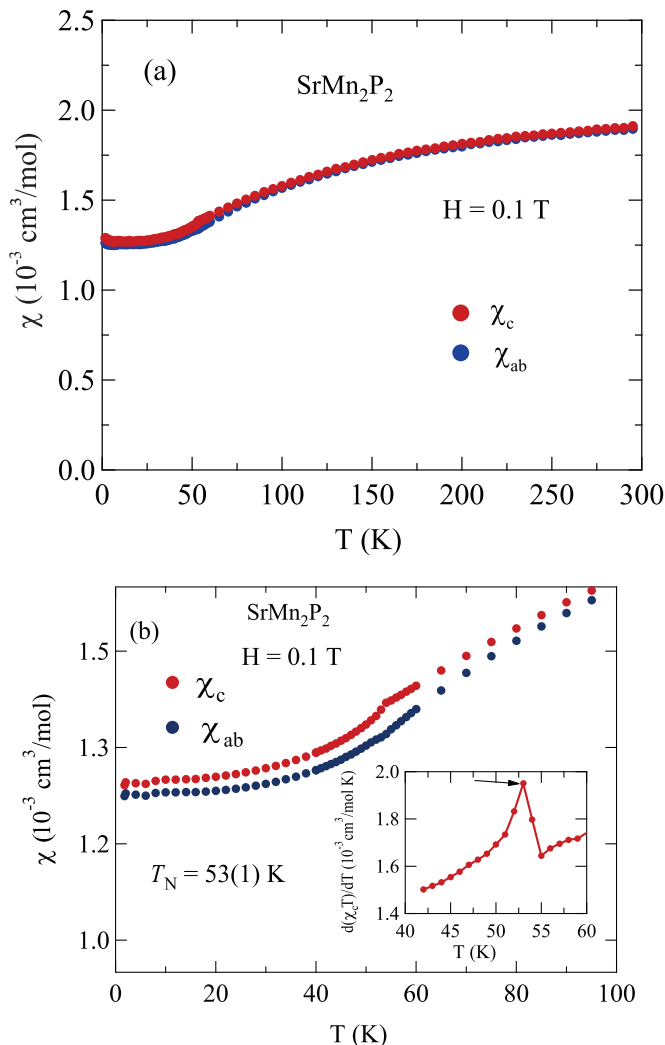 2.5
(a)
SrMn₂P₂
2.0
1.5
H = 0.1 T
1.0
χc
χab
0.5
0.0
0 50 100 150 200 250 300
T (K)
χ (10⁻³ cm³/mol)
SrMn₂P₂
(b)
H = 0.1 T
1.5
χc
χab
1.3
1.2
TN = 53(1) K
1.0
χ (10⁻³ cm³/mol)
2.0
1.8
1.6
1.4
d(χcT)/dT (10⁻³ cm³/mol K)
40 45 50 55 60
T (K)
0 20 40 60 80 100
T (K)